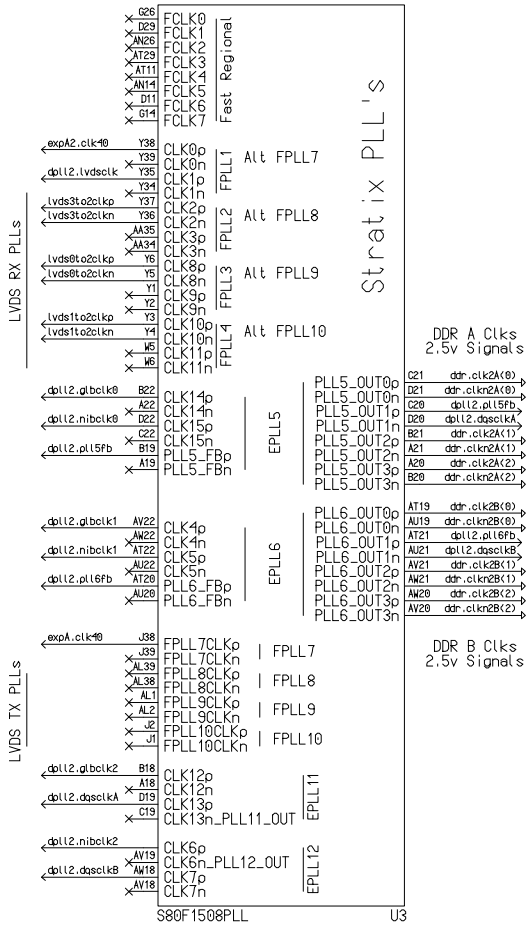 G26 FCLK0
D29 FCLK1
AN26 FCLK2
AT29 FCLK3
AT11 FCLK4
AN14 FCLK5
D11 FCLK6
G14 FCLK7
Fast Regional
Stratix PLL's
expA2.clk40 Y38 CLK0p
Y39 CLK0n
dpll2.lvdsclk Y35 CLK1p
Y34 CLK1n
FPLL1 Alt FPLL7
lvds3to2clkp Y37 CLK2p
lvds3to2clkn Y36 CLK2n
AA35 CLK3p
AA34 CLK3n
FPLL2 Alt FPLL8
lvds0to2clkp Y6 CLK8p
lvds0to2clkn Y5 CLK8n
Y1 CLK9p
Y2 CLK9n
FPLL3 Alt FPLL9
lvds1to2clkp Y3 CLK10p
lvds1to2clkn Y4 CLK10n
W5 CLK11p
W6 CLK11n
FPLL4 Alt FPLL10
LVDS RX PLLs
DDR A Clks
2.5v Signals
dpll2.glbclk0 B22 CLK14p
A22 CLK14n
dpll2.nibclk0 D22 CLK15p
C22 CLK15n
dpll2.pll5fb B19 PLL5_FBp
A19 PLL5_FBn
EPLL5
PLL5_OUT0p C21 ddr.clk2A(0)
PLL5_OUT0n D21 ddr.clkn2A(0)
PLL5_OUT1p C20 dpll2.pll5fb
PLL5_OUT1n D20 dpll2.dqsclkA
PLL5_OUT2p B21 ddr.clk2A(1)
PLL5_OUT2n A21 ddr.clkn2A(1)
PLL5_OUT3p A20 ddr.clk2A(2)
PLL5_OUT3n B20 ddr.clkn2A(2)
dpll2.glbclk1 AV22 CLK4p
AW22 CLK4n
dpll2.nibclk1 AT22 CLK5p
AU22 CLK5n
dpll2.pll6fb AT20 PLL6_FBp
AU20 PLL6_FBn
EPLL6
PLL6_OUT0p AT19 ddr.clk2B(0)
PLL6_OUT0n AU19 ddr.clkn2B(0)
PLL6_OUT1p AT21 dpll2.pll6fb
PLL6_OUT1n AU21 dpll2.dqsclkB
PLL6_OUT2p AV21 ddr.clk2B(1)
PLL6_OUT2n AW21 ddr.clkn2B(1)
PLL6_OUT3p AW20 ddr.clk2B(2)
PLL6_OUT3n AV20 ddr.clkn2B(2)
DDR B Clks
2.5v Signals
expA.clk40 J38 FPLL7CLKp
J39 FPLL7CLKn
FPLL7
AL39 FPLL8CLKp
AL38 FPLL8CLKn
FPLL8
AL1 FPLL9CLKp
AL2 FPLL9CLKn
FPLL9
J2 FPLL10CLKp
J1 FPLL10CLKn
FPLL10
LVDS TX PLLs
dpll2.glbclk2 B18 CLK12p
A18 CLK12n
dpll2.dqsclkA D19 CLK13p
C19 CLK13n_PLL11_OUT
EPLL11
dpll2.nibclk2 CLK6p
AV19 CLK6n_PLL12_OUT
dpll2.dqsclkB AW18 CLK7p
AV18 CLK7n
EPLL12
S80F1508PLL U3